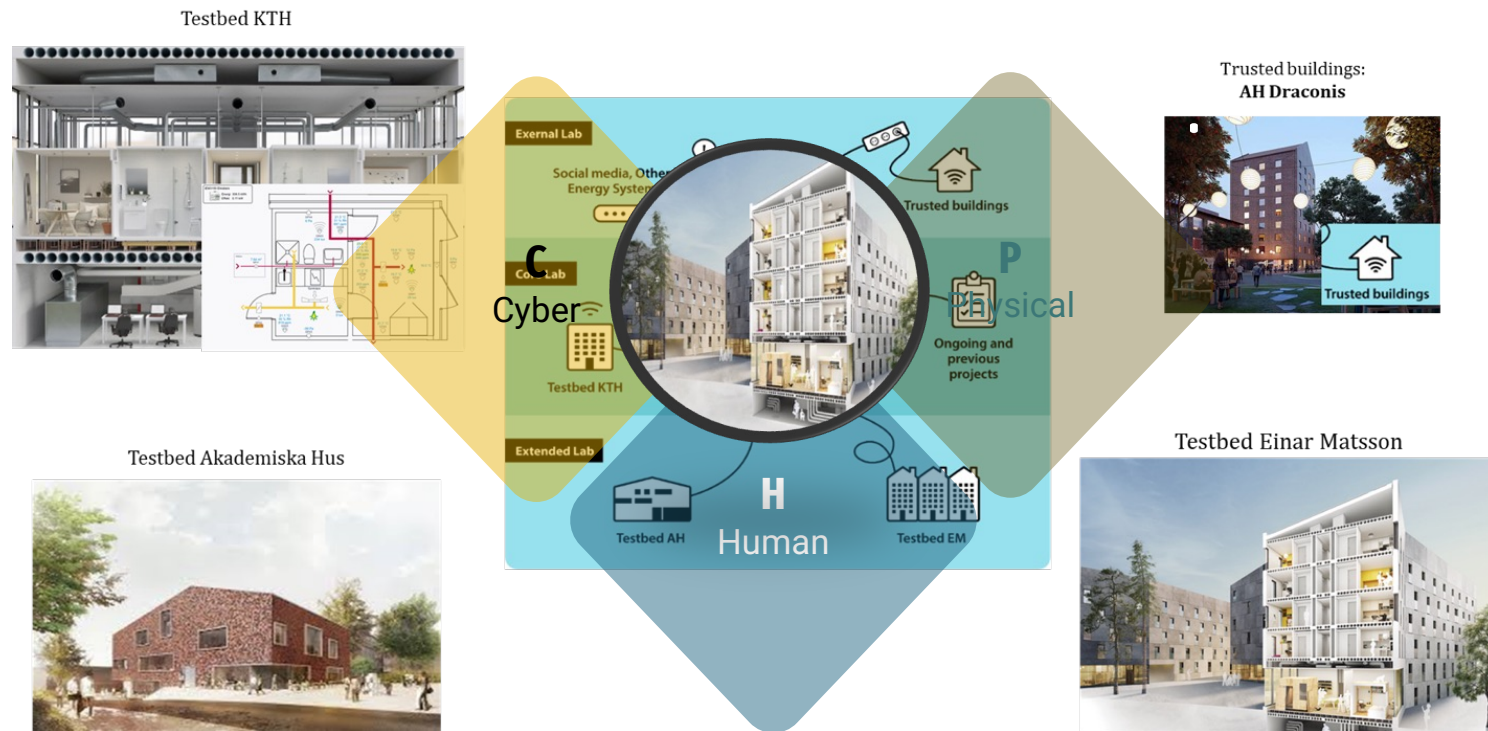 Testbed KTH
Trusted buildings:
AH Draconis
Exernal Lab
Social media, Other
Energy System
Trusted buildings
C
Cyber
Core Lab
P
Physical
Trusted buildings
Testbed KTH
Ongoing and
previous
projects
Testbed Akademiska Hus
Extended Lab
Testbed Einar Matsson
H
Human
Testbed AH
Testbed EM